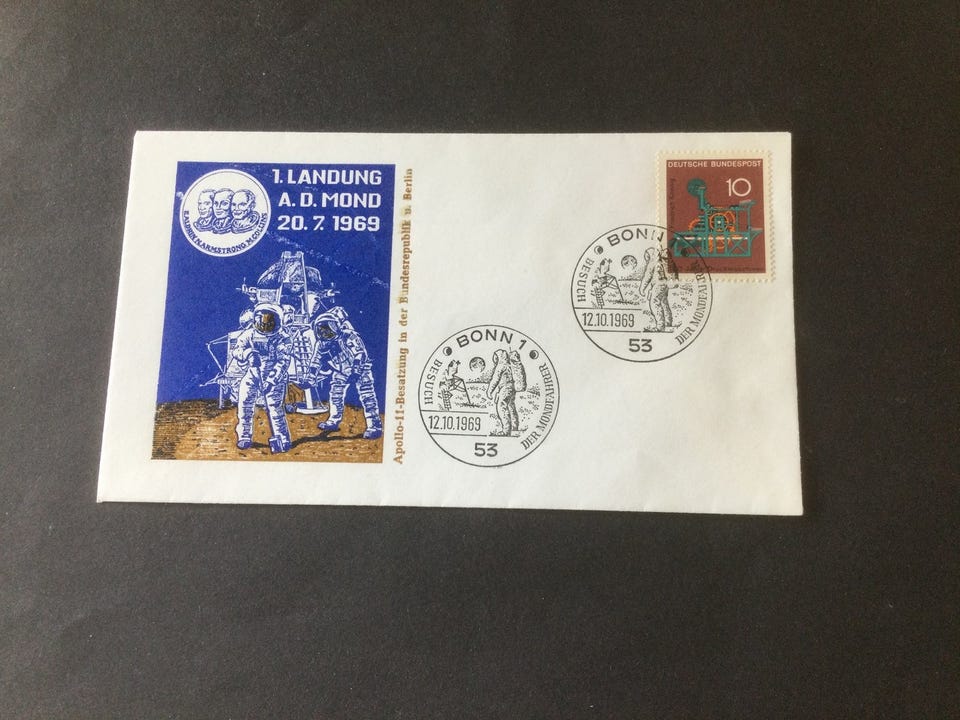 1. LANDUNG
A. D. MOND
20. 7. 1969
E. ALDRIN, N. ARMSTRONG, M. COLLINS
Apollo-11-Besatzung in der Bundesrepublik u. Berlin
DEUTSCHE BUNDESPOST
10
BONN 1
BESUCH
12.10.1969
DER MONDFAHRER
53
BONN 1
BESUCH
12.10.1969
DER MONDFAHRER
53